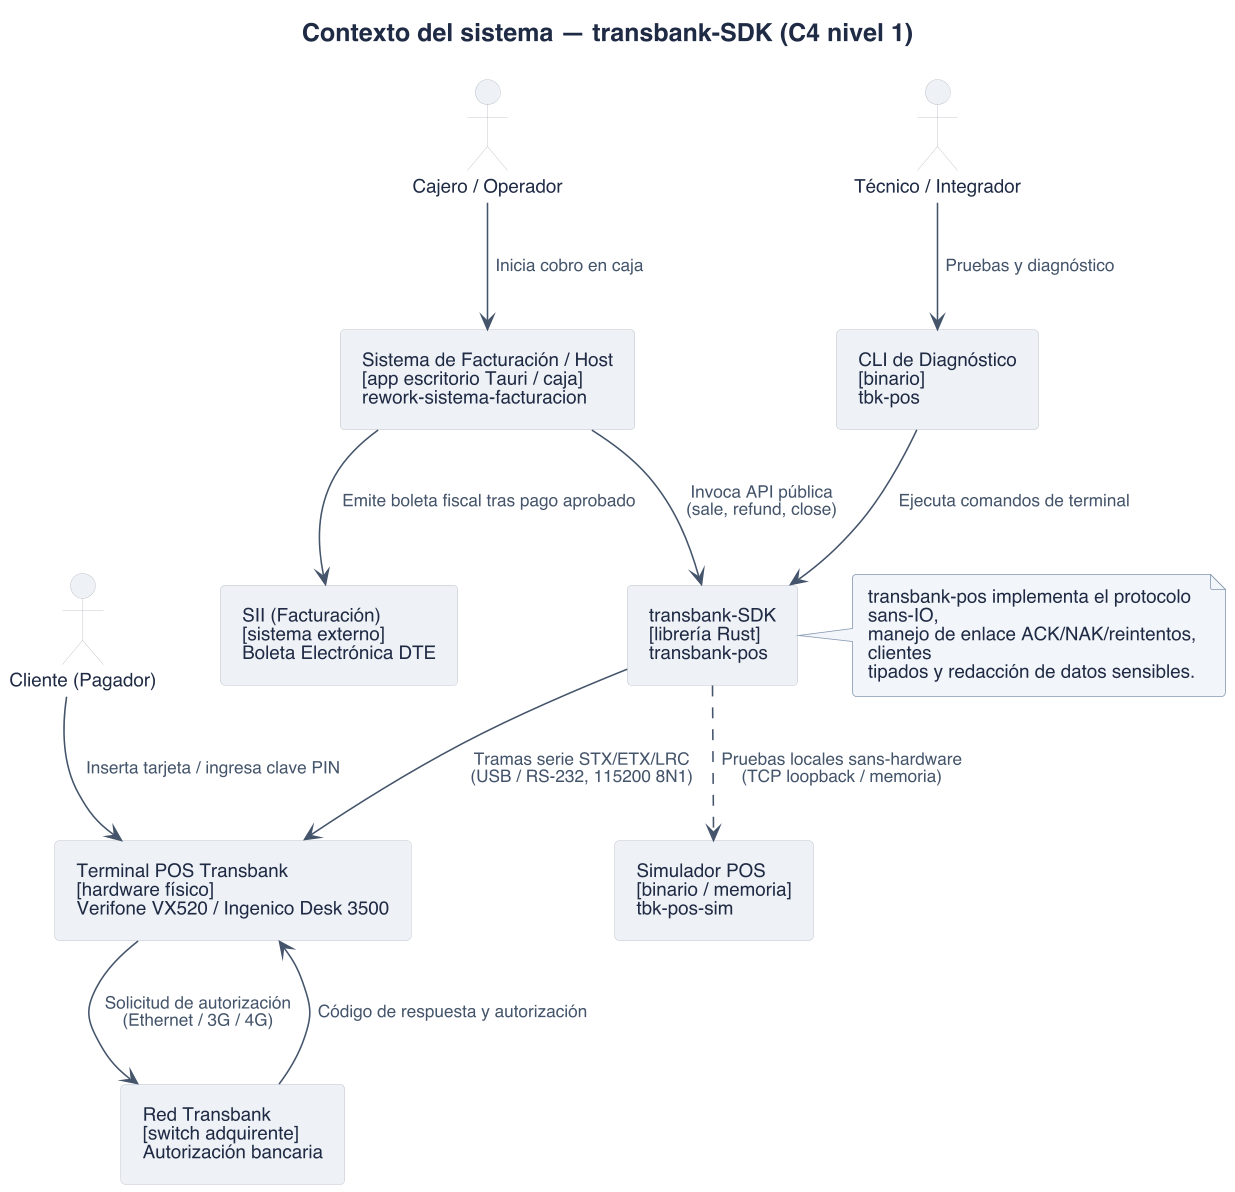 Contexto del sistema — transbank-SDK (C4 nivel 1)
Cajero / Operador
Técnico / Integrador
Inicia cobro en caja
Pruebas y diagnóstico
Sistema de Facturación / Host
[app escritorio Tauri / caja]
rework-sistema-facturacion
CLI de Diagnóstico
[binario]
tbk-pos
Emite boleta fiscal tras pago aprobado
Invoca API pública
(sale, refund, close)
Ejecuta comandos de terminal
SII (Facturación)
[sistema externo]
Boleta Electrónica DTE
transbank-SDK
[librería Rust]
transbank-pos
transbank-pos implementa el protocolo
sans-IO,
manejo de enlace ACK/NAK/reintentos,
clientes
tipados y redacción de datos sensibles.
Cliente (Pagador)
Inserta tarjeta / ingresa clave PIN
Tramas serie STX/ETX/LRC
(USB / RS-232, 115200 8N1)
Pruebas locales sans-hardware
(TCP loopback / memoria)
Terminal POS Transbank
[hardware físico]
Verifone VX520 / Ingenico Desk 3500
Simulador POS
[binario / memoria]
tbk-pos-sim
Solicitud de autorización
(Ethernet / 3G / 4G)
Código de respuesta y autorización
Red Transbank
[switch adquirente]
Autorización bancaria